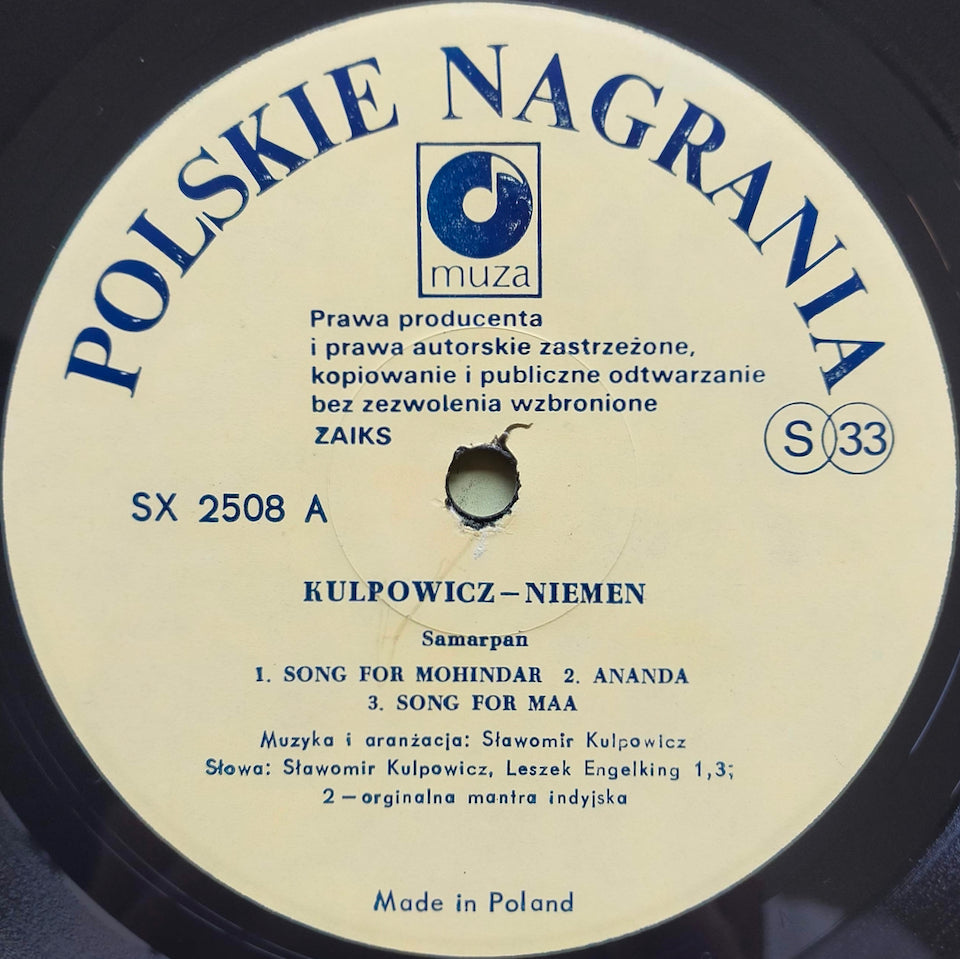 POLSKIE NAGRANIA
muza
Prawa producenta
i prawa autorskie zastrzeżone,
kopiowanie i publiczne odtwarzanie
bez zezwolenia wzbronione
ZAIKS
S 33
SX 2508 A
KULPOWICZ–NIEMEN
Samarpań
1. SONG FOR MOHINDAR 2. ANANDA
3. SONG FOR MAA
Muzyka i aranżacja: Sławomir Kulpowicz
Słowa: Sławomir Kulpowicz, Leszek Engelking 1,3;
2 – orginalna mantra indyjska
Made in Poland